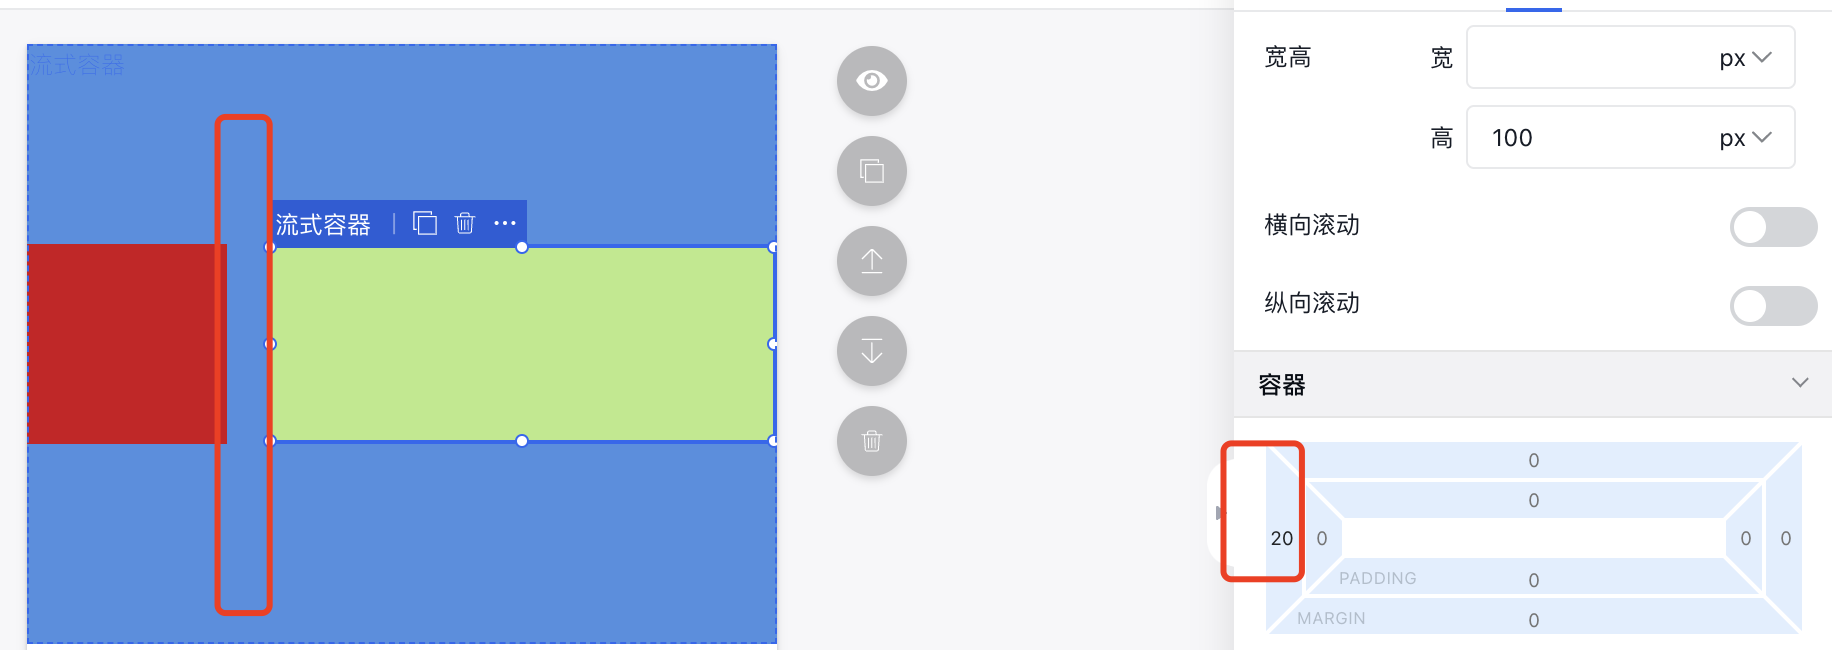 流式容器
流式容器
宽高 宽 px
高 100 px
横向滚动
纵向滚动
容器
0
0
20 0 0 0
PADDING 0
MARGIN 0